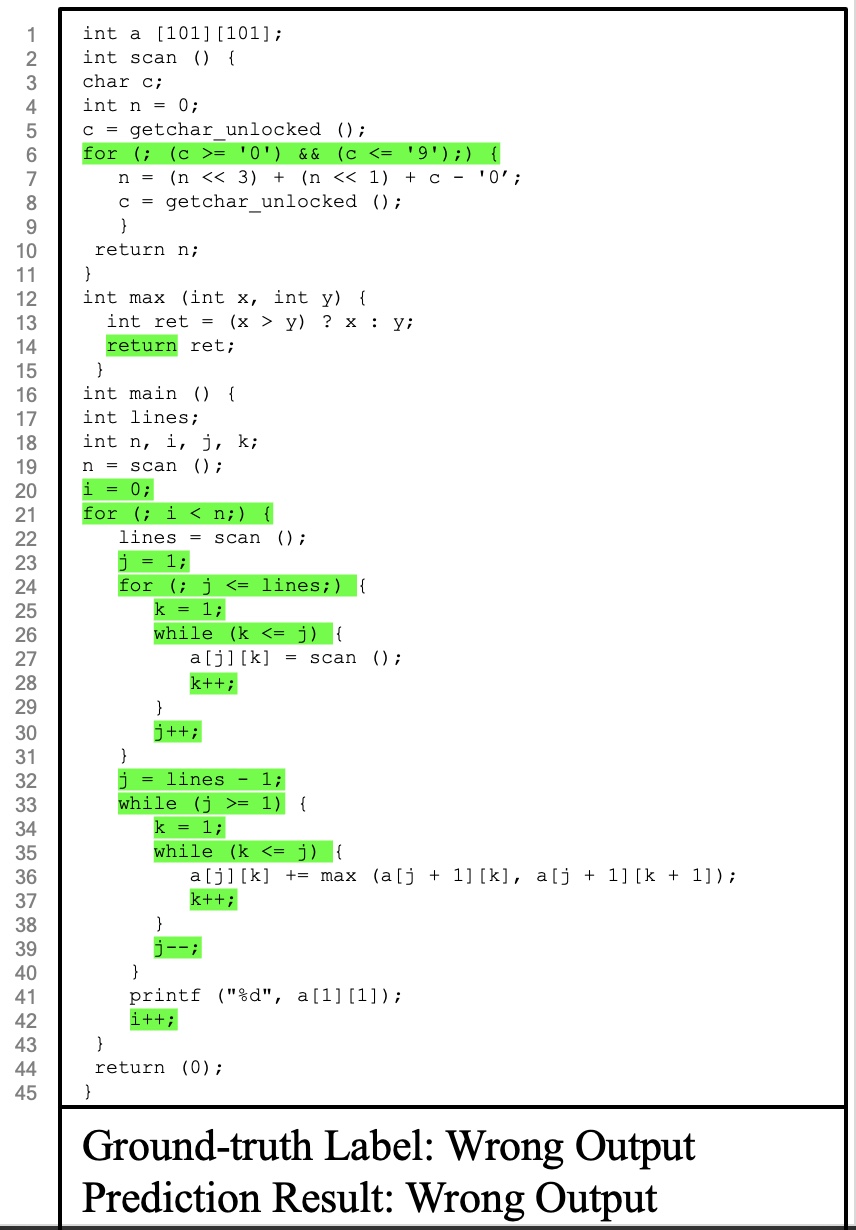 1 int a [101][101];
2 int scan () {
3 char c;
4 int n = 0;
5 c = getchar_unlocked ();
6 for (; (c >= '0') && (c <= '9');) {
7 n = (n << 3) + (n << 1) + c - '0’;
8 c = getchar_unlocked ();
9 }
10 return n;
11 }
12 int max (int x, int y) {
13 int ret = (x > y) ? x : y;
14 return ret;
15 }
16 int main () {
17 int lines;
18 int n, i, j, k;
19 n = scan ();
20 i = 0;
21 for (; i < n;) {
22 lines = scan ();
23 j = 1;
24 for (; j <= lines;) {
25 k = 1;
26 while (k <= j) {
27 a[j][k] = scan ();
28 k++;
29 }
30 j++;
31 }
32 j = lines - 1;
33 while (j >= 1) {
34 k = 1;
35 while (k <= j) {
36 a[j][k] += max (a[j + 1][k], a[j + 1][k + 1]);
37 k++;
38 }
39 j--;
40 }
41 printf ("%d", a[1][1]);
42 i++;
43 }
44 return (0);
45 }
Ground-truth Label: Wrong Output
Prediction Result: Wrong Output